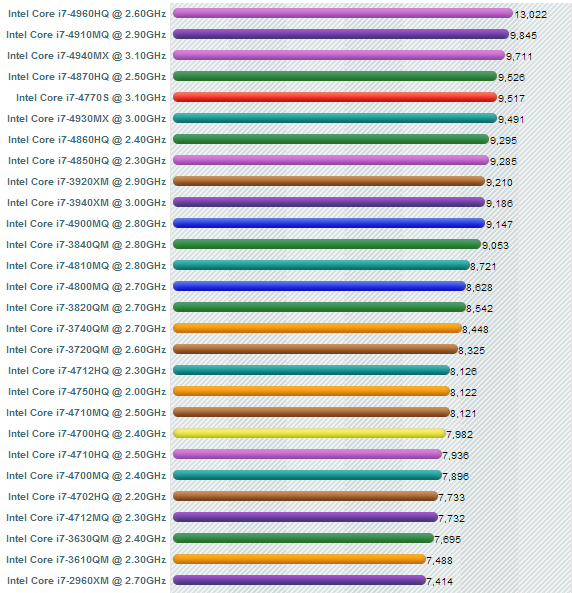 Intel Core i7-4960HQ @ 2.60GHz 13,022
Intel Core i7-4910MQ @ 2.90GHz 9,845
Intel Core i7-4940MX @ 3.10GHz 9,711
Intel Core i7-4870HQ @ 2.50GHz 9,526
Intel Core i7-4770S @ 3.10GHz 9,517
Intel Core i7-4930MX @ 3.00GHz 9,491
Intel Core i7-4860HQ @ 2.40GHz 9,295
Intel Core i7-4850HQ @ 2.30GHz 9,285
Intel Core i7-3920XM @ 2.90GHz 9,210
Intel Core i7-3940XM @ 3.00GHz 9,186
Intel Core i7-4900MQ @ 2.80GHz 9,147
Intel Core i7-3840QM @ 2.80GHz 9,053
Intel Core i7-4810MQ @ 2.80GHz 8,721
Intel Core i7-4800MQ @ 2.70GHz 8,628
Intel Core i7-3820QM @ 2.70GHz 8,542
Intel Core i7-3740QM @ 2.70GHz 8,448
Intel Core i7-3720QM @ 2.60GHz 8,325
Intel Core i7-4712HQ @ 2.30GHz 8,126
Intel Core i7-4750HQ @ 2.00GHz 8,122
Intel Core i7-4710MQ @ 2.50GHz 8,121
Intel Core i7-4700HQ @ 2.40GHz 7,982
Intel Core i7-4710HQ @ 2.50GHz 7,936
Intel Core i7-4700MQ @ 2.40GHz 7,896
Intel Core i7-4702HQ @ 2.20GHz 7,733
Intel Core i7-4712MQ @ 2.30GHz 7,732
Intel Core i7-3630QM @ 2.40GHz 7,695
Intel Core i7-3610QM @ 2.30GHz 7,488
Intel Core i7-2960XM @ 2.70GHz 7,414